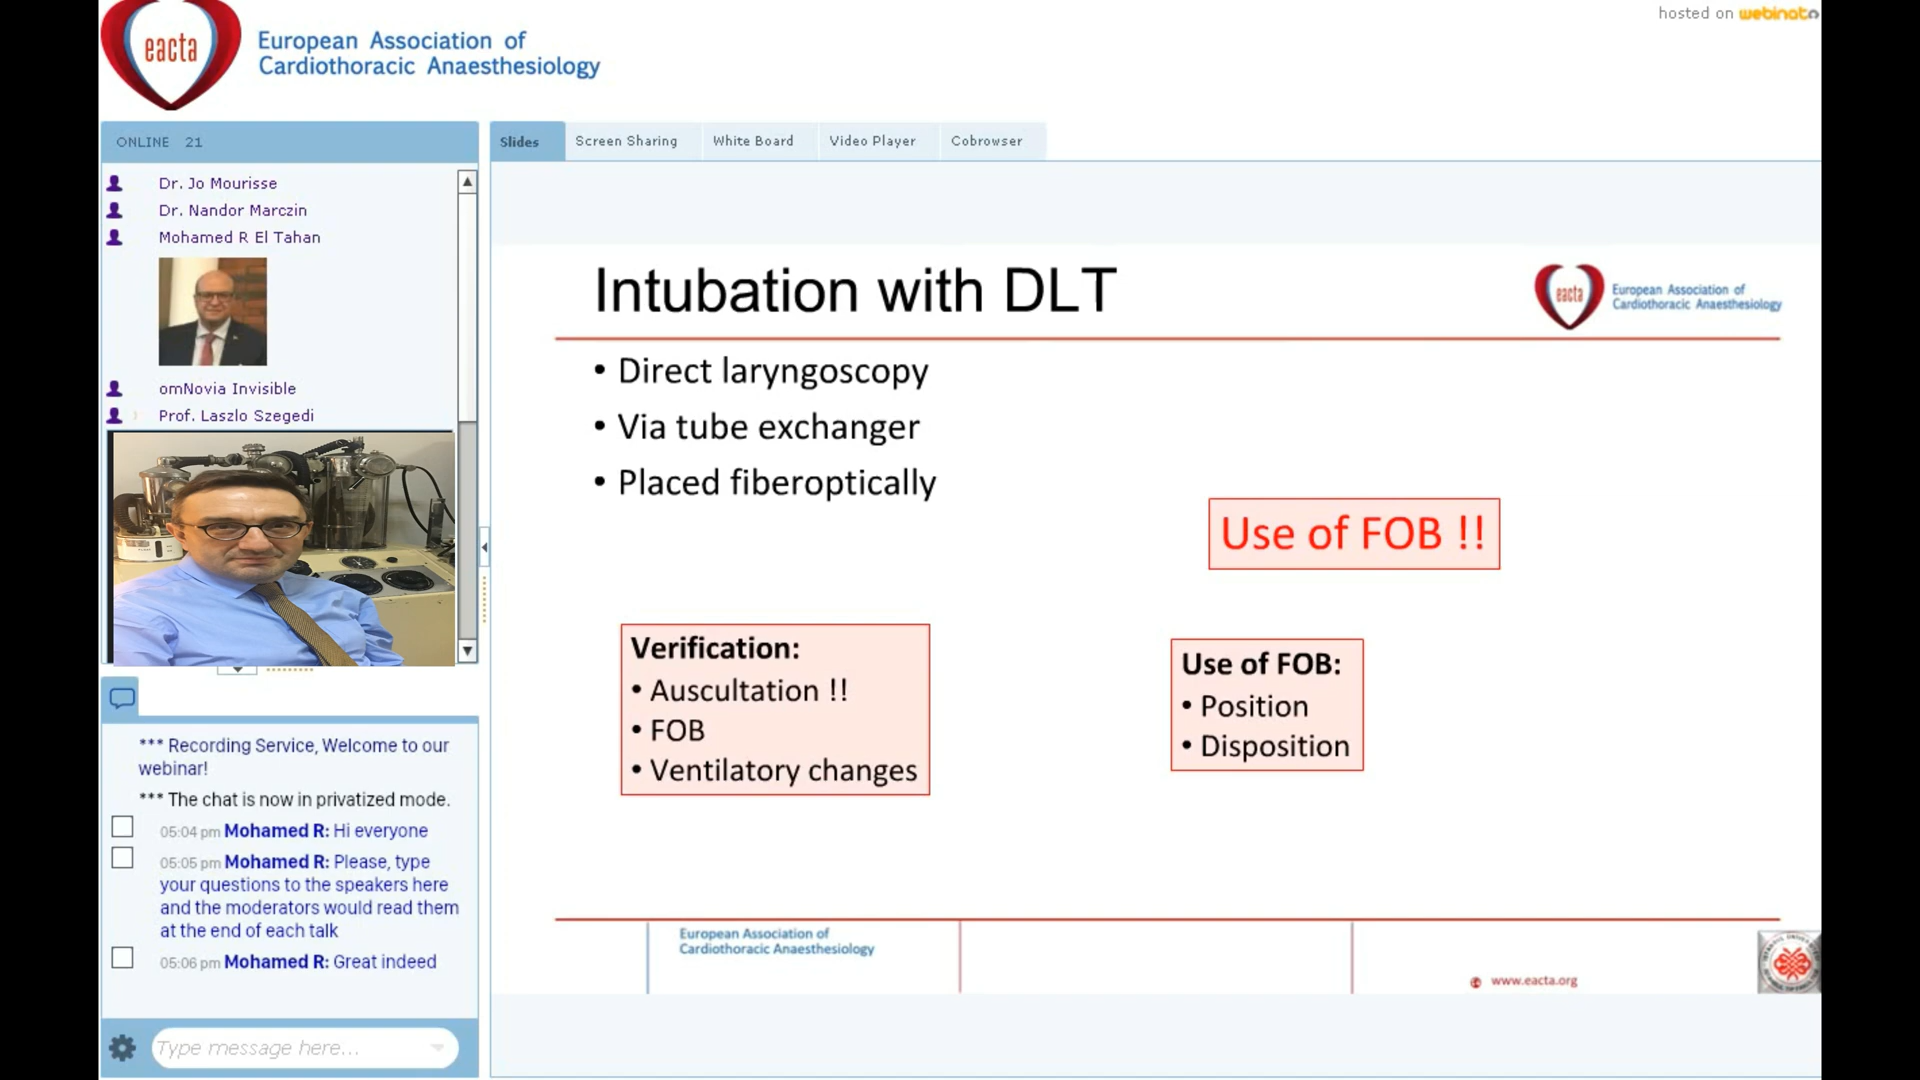 hosted on webinato
eacta
European Association of
Cardiothoracic Anaesthesiology
ONLINE 21
Dr. Jo Mourisse
Dr. Nandor Marczin
Mohamed R El Tahan
omNovia Invisible
Prof. Laszlo Szegedi
*** Recording Service, Welcome to our
webinar!
*** The chat is now in privatized mode.
05:04 pm Mohamed R: Hi everyone
05:05 pm Mohamed R: Please, type
your questions to the speakers here
and the moderators would read them
at the end of each talk
05:06 pm Mohamed R: Great indeed
Type message here...
Slides
Screen Sharing
White Board
Video Player
Cobrowser
Intubation with DLT
eacta
European Association of
Cardiothoracic Anaesthesiology
• Direct laryngoscopy
• Via tube exchanger
• Placed fiberoptically
Use of FOB !!
Verification:
• Auscultation !!
• FOB
• Ventilatory changes
Use of FOB:
• Position
• Disposition
European Association of
Cardiothoracic Anaesthesiology
www.eacta.org